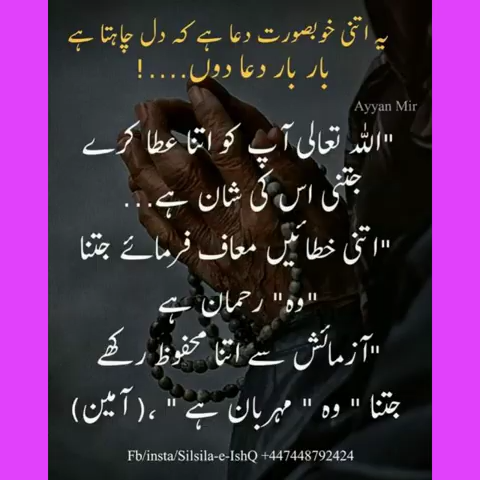 یہ اتنی خوبصورت دعا ہے کہ دل چاہتا ہے
بار بار دعا دوں....!
Ayyan Mir
"اللہ تعالی آپ کو اتنا عطا کرے
جتنی اس کی شان ہے...
"اتنی خطائیں معاف فرمائے جتنا
"وہ" رحمان ہے
"آزمائش سے اتنا محفوظ رکھے
جتنا " وہ " مہربان ہے " ،( آمین)
Fb/insta/Silsila-e-IshQ +447448792424